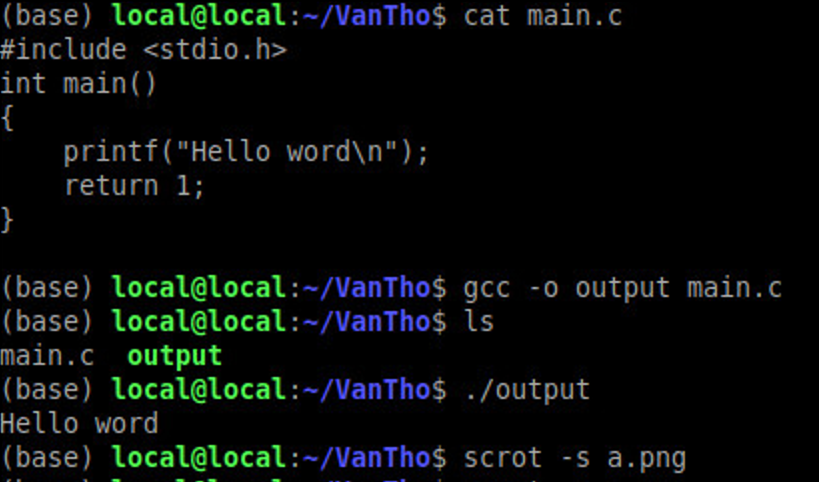 (base) local@local:~/VanTho$ cat main.c
#include <stdio.h>
int main()
{
    printf("Hello word\n");
    return 1;
}

(base) local@local:~/VanTho$ gcc -o output main.c
(base) local@local:~/VanTho$ ls
main.c  output
(base) local@local:~/VanTho$ ./output
Hello word
(base) local@local:~/VanTho$ scrot -s a.png